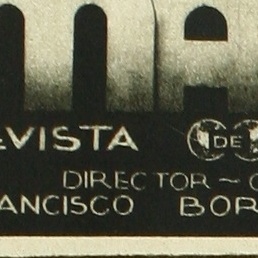 EVISTA DE
DIRECTOR ~
ANCISCO BOR